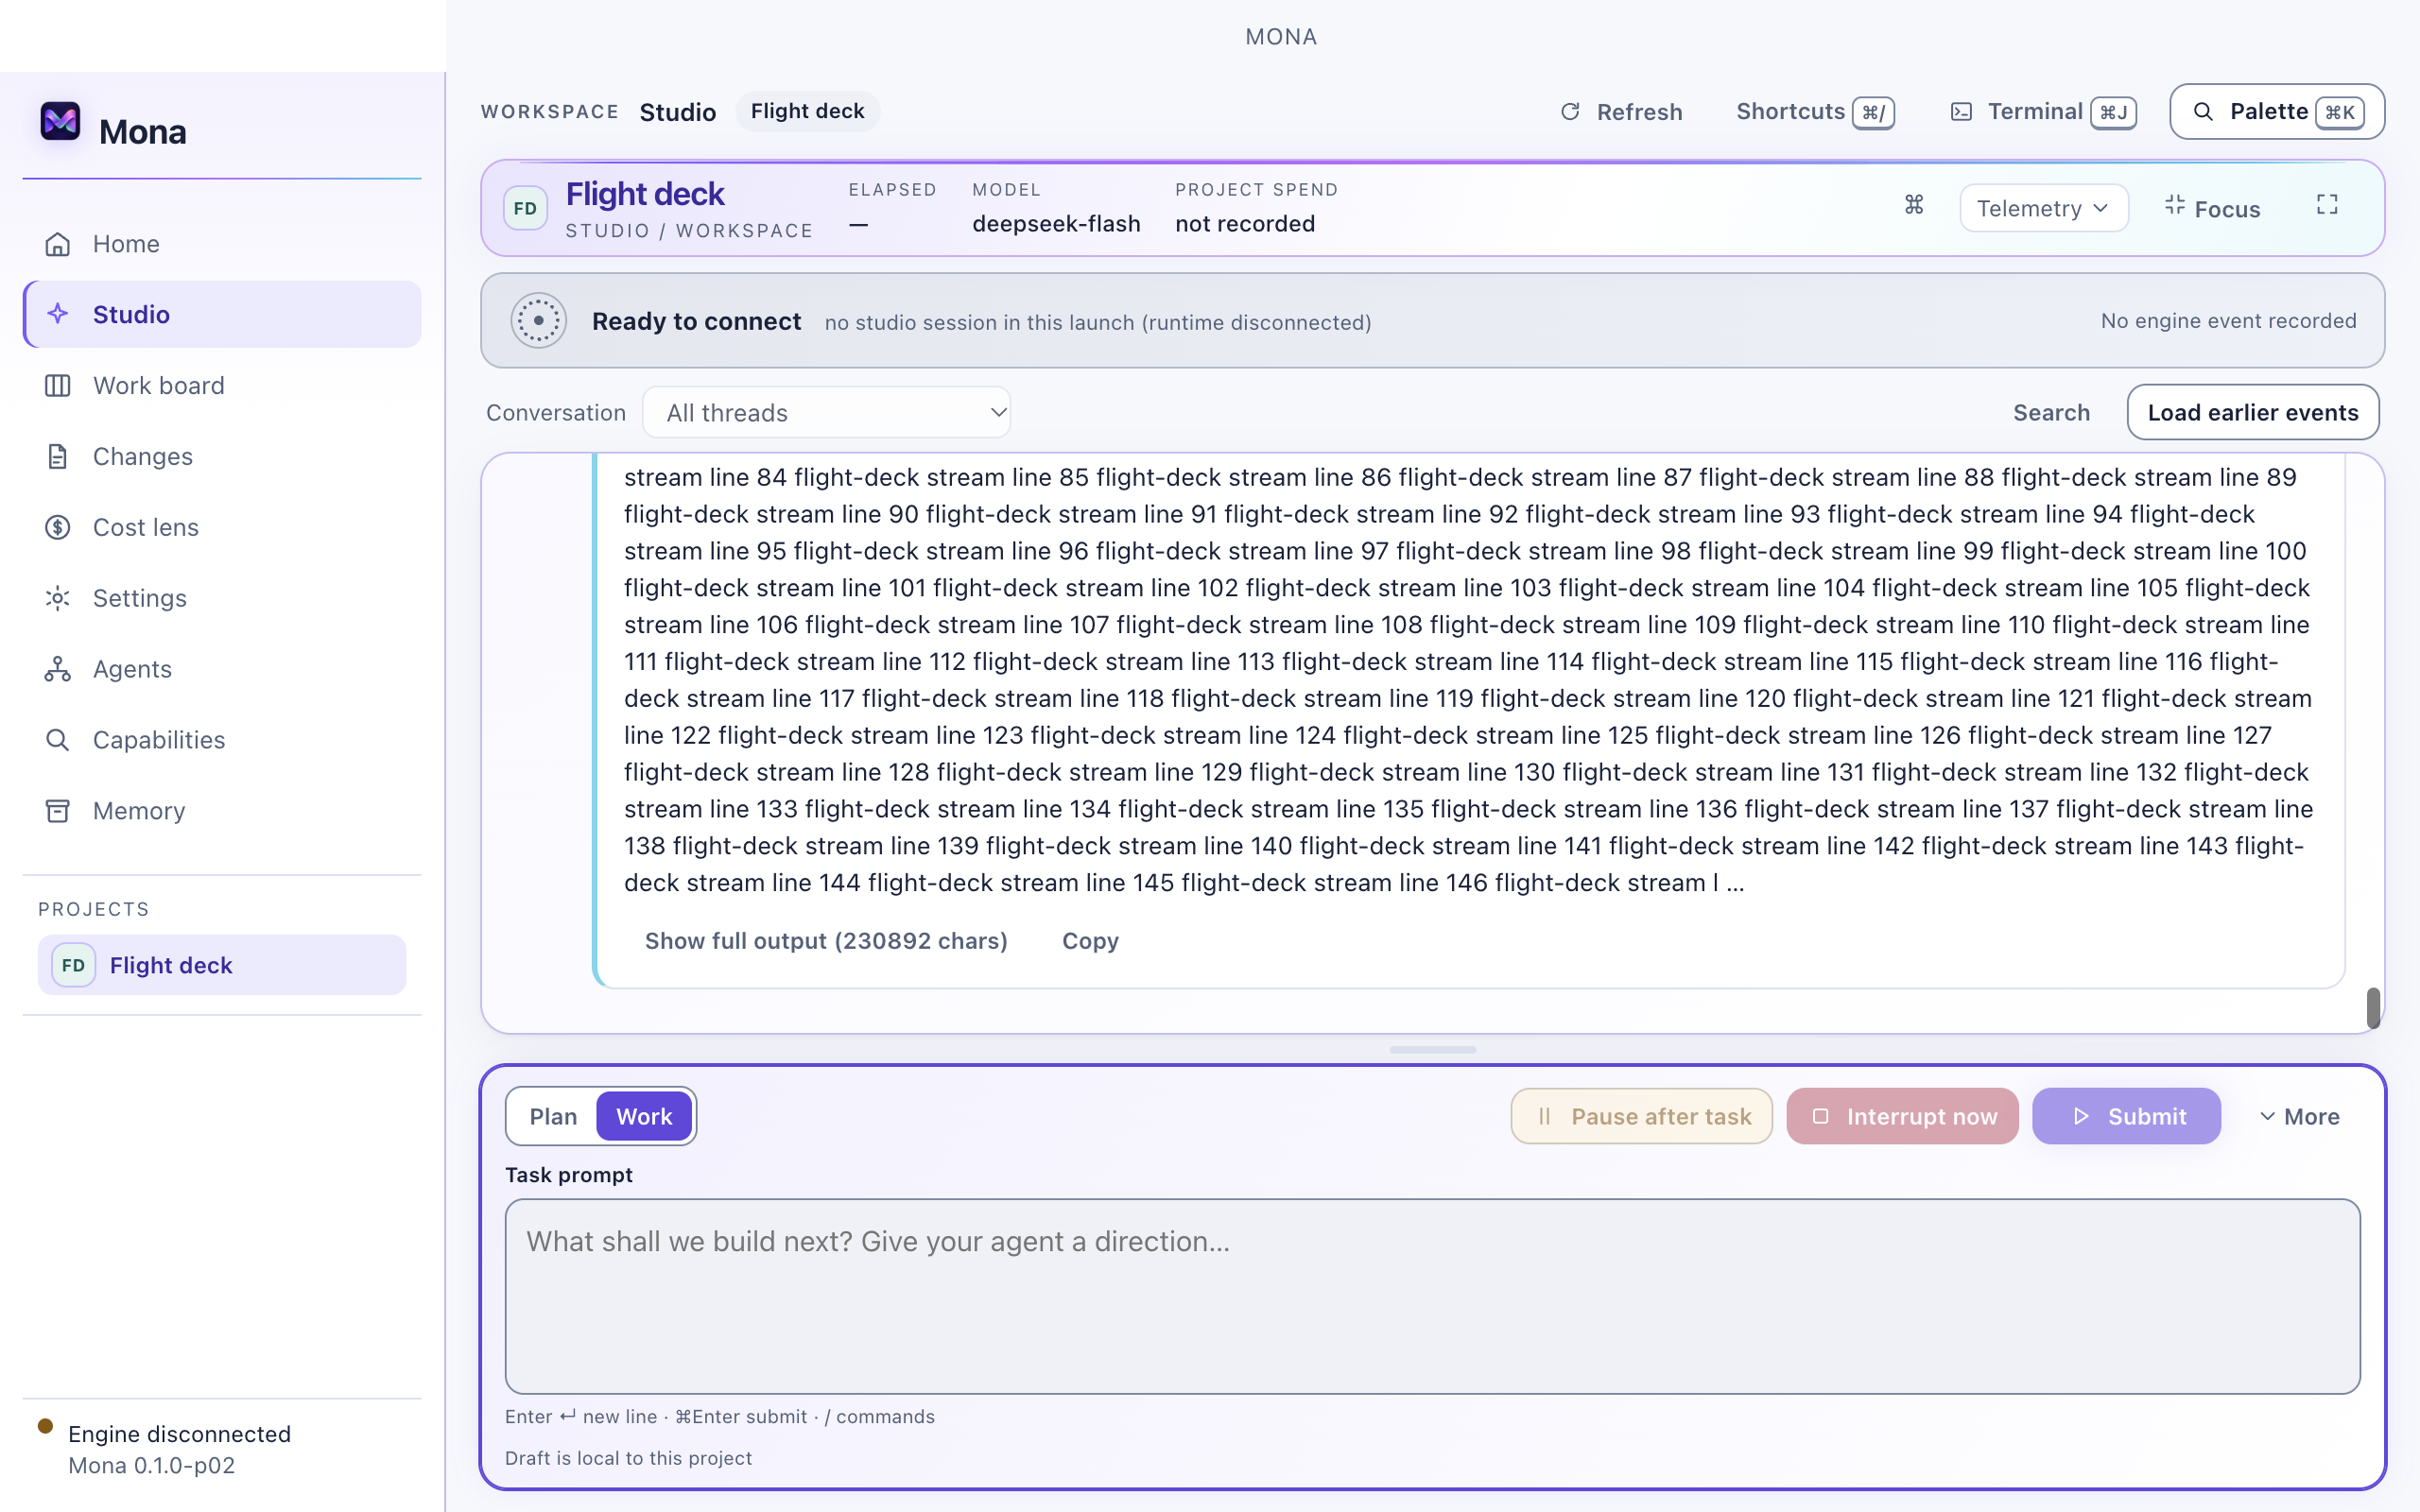 MONA
Mona
Home
Studio
Work board
Changes
Cost lens
Settings
Agents
Capabilities
Memory
PROJECTS
FD Flight deck
Engine disconnected
Mona 0.1.0-p02
WORKSPACE Studio Flight deck
Refresh Shortcuts ⌘/ Terminal ⌘J Palette ⌘K
FD Flight deck
STUDIO / WORKSPACE
ELAPSED
—
MODEL
deepseek-flash
PROJECT SPEND
not recorded
⌘ Telemetry Focus
Ready to connect no studio session in this launch (runtime disconnected) No engine event recorded
Conversation All threads Search Load earlier events
stream line 84 flight-deck stream line 85 flight-deck stream line 86 flight-deck stream line 87 flight-deck stream line 88 flight-deck stream line 89
flight-deck stream line 90 flight-deck stream line 91 flight-deck stream line 92 flight-deck stream line 93 flight-deck stream line 94 flight-deck
stream line 95 flight-deck stream line 96 flight-deck stream line 97 flight-deck stream line 98 flight-deck stream line 99 flight-deck stream line 100
flight-deck stream line 101 flight-deck stream line 102 flight-deck stream line 103 flight-deck stream line 104 flight-deck stream line 105 flight-deck
stream line 106 flight-deck stream line 107 flight-deck stream line 108 flight-deck stream line 109 flight-deck stream line 110 flight-deck stream line
111 flight-deck stream line 112 flight-deck stream line 113 flight-deck stream line 114 flight-deck stream line 115 flight-deck stream line 116 flight-
deck stream line 117 flight-deck stream line 118 flight-deck stream line 119 flight-deck stream line 120 flight-deck stream line 121 flight-deck stream
line 122 flight-deck stream line 123 flight-deck stream line 124 flight-deck stream line 125 flight-deck stream line 126 flight-deck stream line 127
flight-deck stream line 128 flight-deck stream line 129 flight-deck stream line 130 flight-deck stream line 131 flight-deck stream line 132 flight-deck
stream line 133 flight-deck stream line 134 flight-deck stream line 135 flight-deck stream line 136 flight-deck stream line 137 flight-deck stream line
138 flight-deck stream line 139 flight-deck stream line 140 flight-deck stream line 141 flight-deck stream line 142 flight-deck stream line 143 flight-
deck stream line 144 flight-deck stream line 145 flight-deck stream line 146 flight-deck stream l ...
Show full output (230892 chars) Copy
Plan Work Pause after task Interrupt now Submit More
Task prompt
What shall we build next? Give your agent a direction...
Enter ↵ new line · ⌘Enter submit · / commands
Draft is local to this project